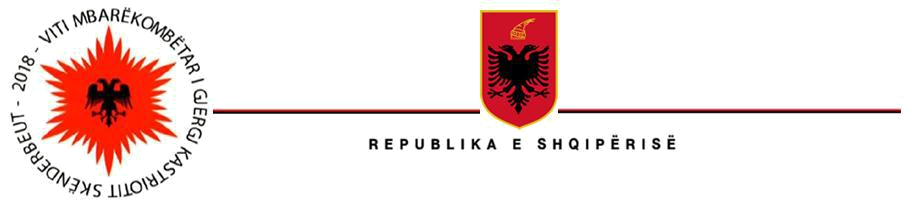 2018 - VITI MBARËKOMBËTAR I GJERGJ KASTRIOTIT SKËNDERBEUT -
REPUBLIKA E SHQIPËRISË